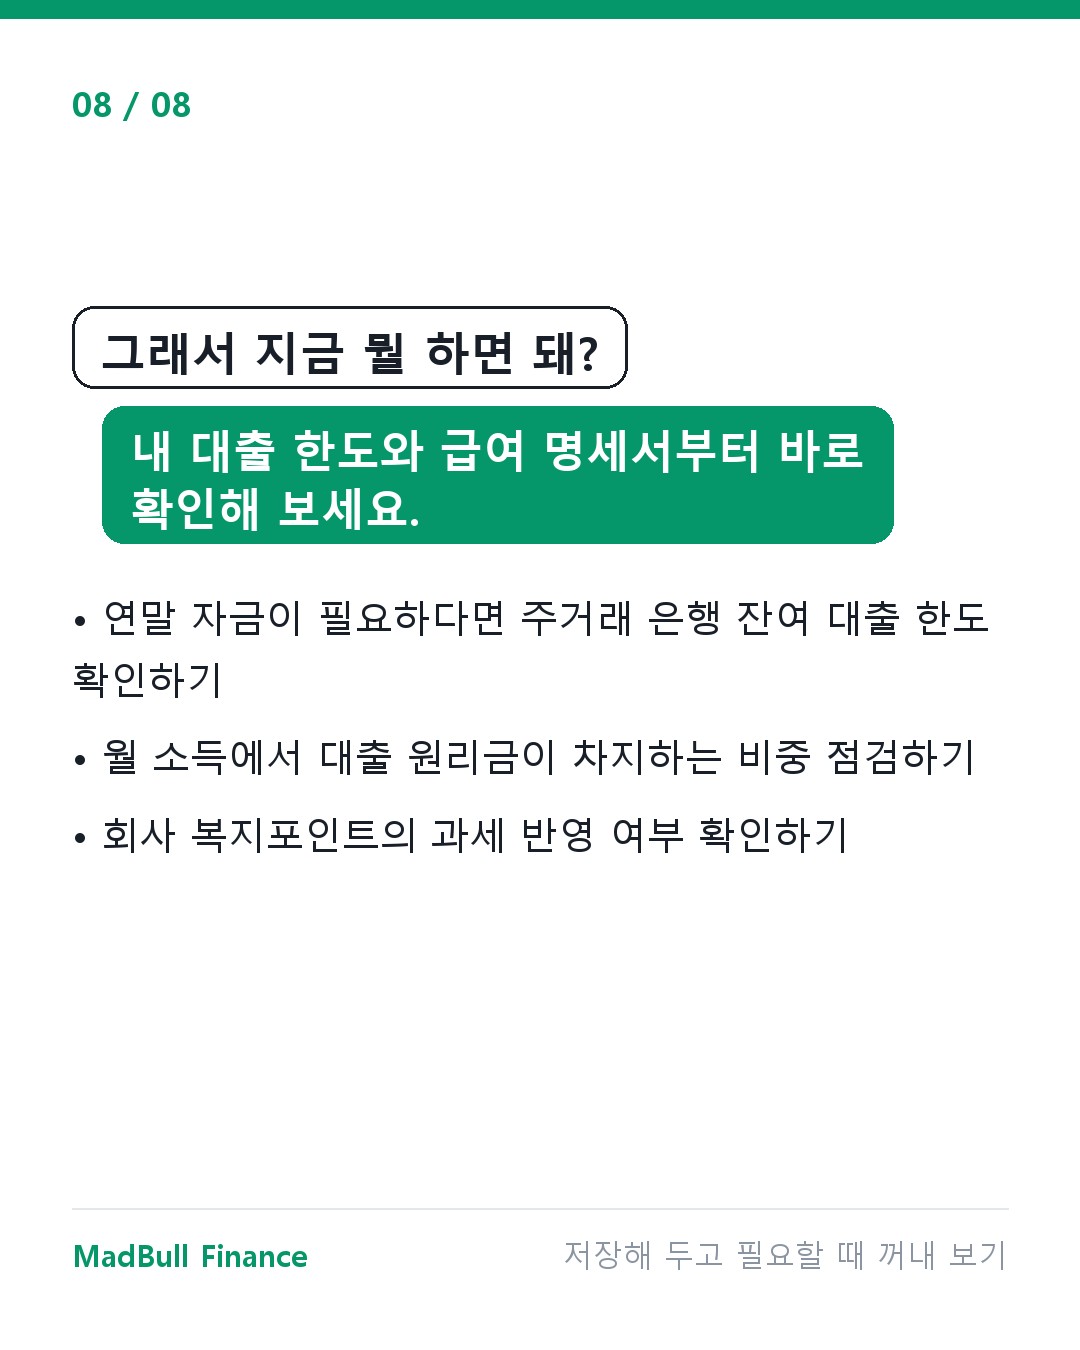 08 / 08
그래서 지금 뭘 하면 돼?
내 대출 한도와 급여 명세서부터 바로
확인해 보세요.
• 연말 자금이 필요하다면 주거래 은행 잔여 대출 한도
확인하기
• 월 소득에서 대출 원리금이 차지하는 비중 점검하기
• 회사 복지포인트의 과세 반영 여부 확인하기
MadBull Finance
저장해 두고 필요할 때 꺼내 보기